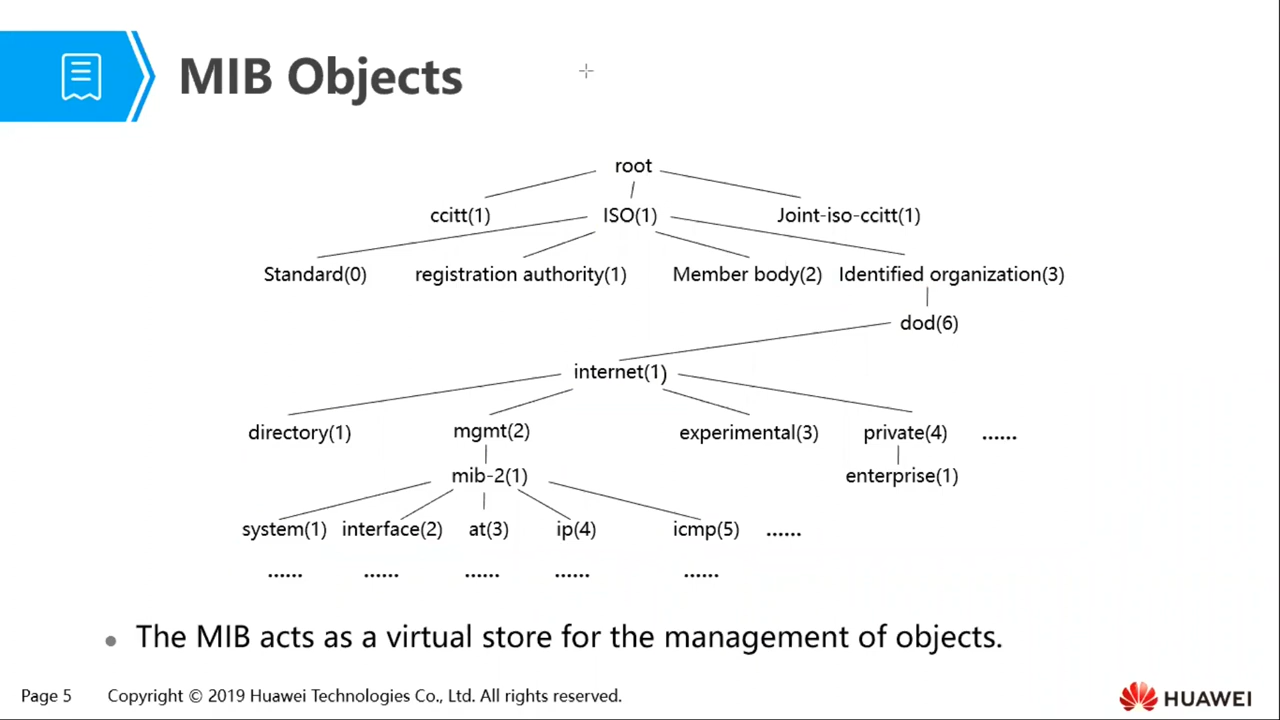 MIB Objects
root
ccitt(1) ISO(1) Joint-iso-ccitt(1)
Standard(0) registration authority(1) Member body(2) Identified organization(3)
dod(6)
internet(1)
directory(1) mgmt(2) experimental(3) private(4) ......
mib-2(1) enterprise(1)
system(1) interface(2) at(3) ip(4) icmp(5) ......
...... ...... ...... ...... ......
• The MIB acts as a virtual store for the management of objects.
Page 5 Copyright © 2019 Huawei Technologies Co., Ltd. All rights reserved. HUAWEI